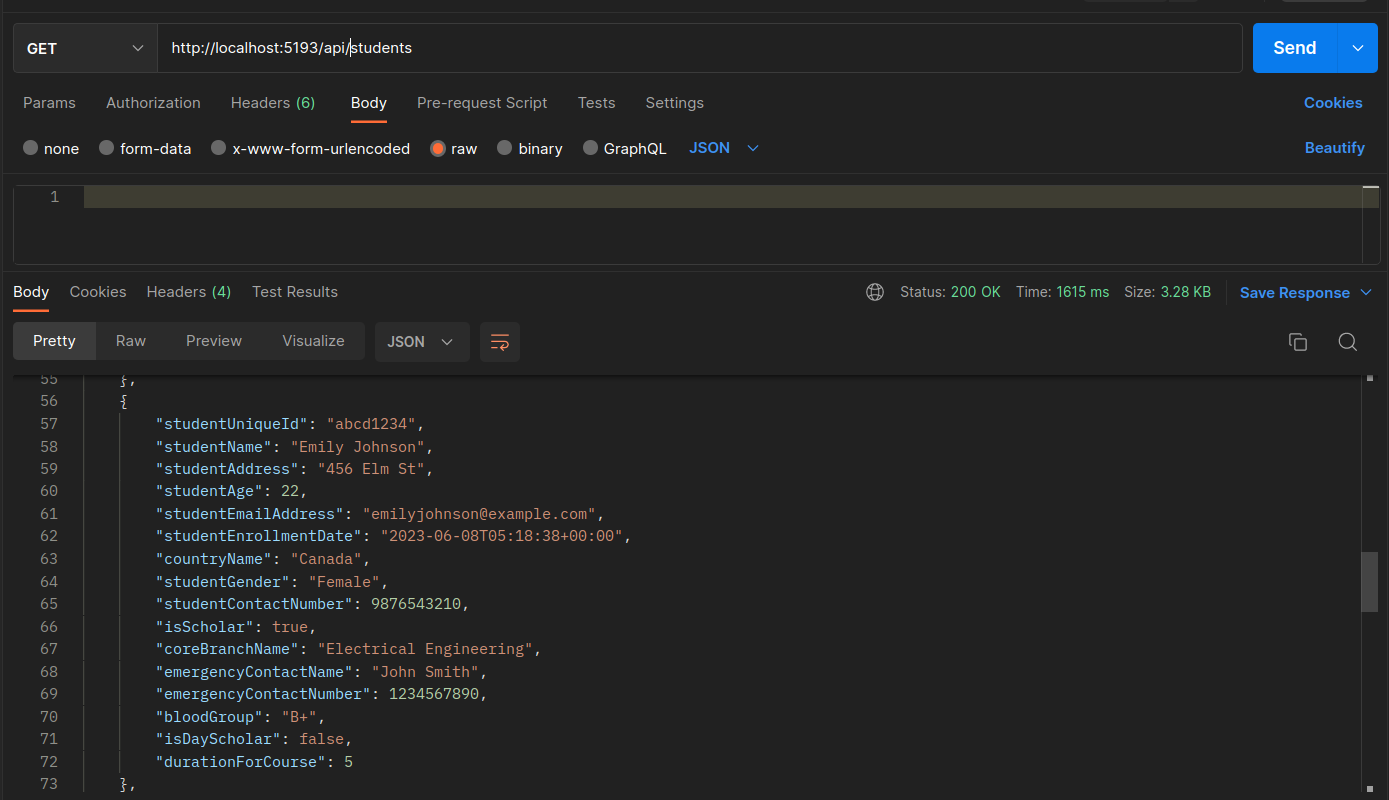 GET http://localhost:5193/api/students Send
Params Authorization Headers (6) Body Pre-request Script Tests Settings Cookies
none form-data x-www-form-urlencoded raw binary GraphQL JSON Beautify
1
Body Cookies Headers (4) Test Results Status: 200 OK Time: 1615 ms Size: 3.28 KB Save Response
Pretty Raw Preview Visualize JSON
55 },
56 {
57 "studentUniqueId": "abcd1234",
58 "studentName": "Emily Johnson",
59 "studentAddress": "456 Elm St",
60 "studentAge": 22,
61 "studentEmailAddress": "emilyjohnson@example.com",
62 "studentEnrollmentDate": "2023-06-08T05:18:38+00:00",
63 "countryName": "Canada",
64 "studentGender": "Female",
65 "studentContactNumber": 9876543210,
66 "isScholar": true,
67 "coreBranchName": "Electrical Engineering",
68 "emergencyContactName": "John Smith",
69 "emergencyContactNumber": 1234567890,
70 "bloodGroup": "B+",
71 "isDayScholar": false,
72 "durationForCourse": 5
73 },